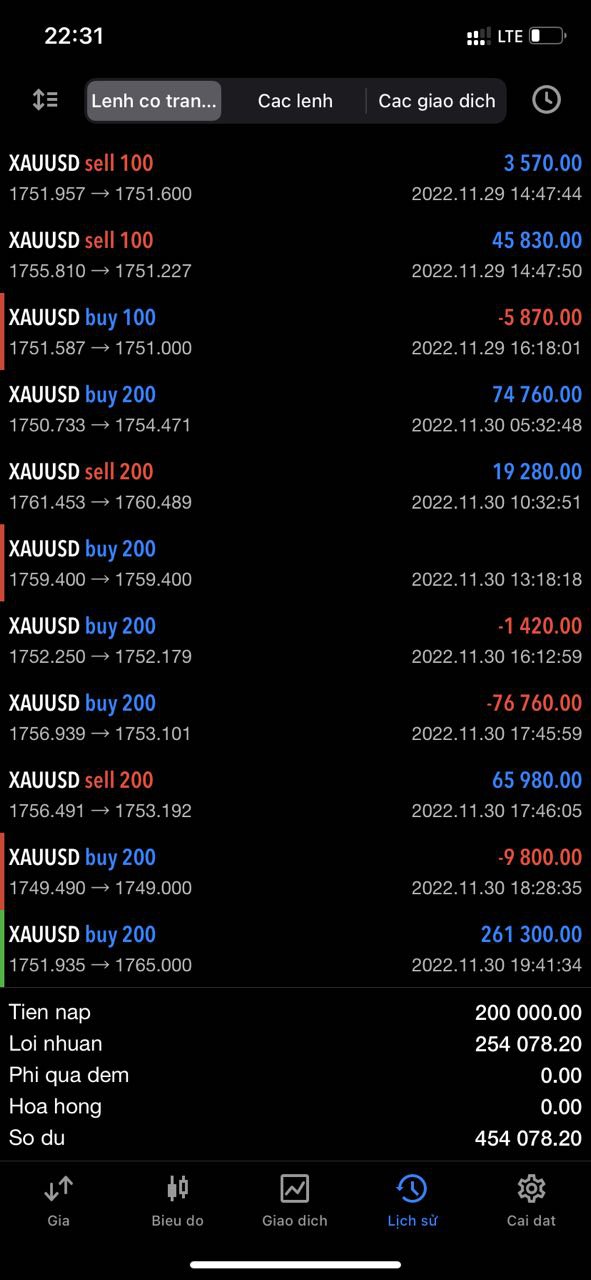 22:31 LTE
Lenh co tran... Cac lenh Cac giao dich
XAUUSD sell 100 3 570.00
1751.957 → 1751.600 2022.11.29 14:47:44
XAUUSD sell 100 45 830.00
1755.810 → 1751.227 2022.11.29 14:47:50
XAUUSD buy 100 -5 870.00
1751.587 → 1751.000 2022.11.29 16:18:01
XAUUSD buy 200 74 760.00
1750.733 → 1754.471 2022.11.30 05:32:48
XAUUSD sell 200 19 280.00
1761.453 → 1760.489 2022.11.30 10:32:51
XAUUSD buy 200
1759.400 → 1759.400 2022.11.30 13:18:18
XAUUSD buy 200 -1 420.00
1752.250 → 1752.179 2022.11.30 16:12:59
XAUUSD buy 200 -76 760.00
1756.939 → 1753.101 2022.11.30 17:45:59
XAUUSD sell 200 65 980.00
1756.491 → 1753.192 2022.11.30 17:46:05
XAUUSD buy 200 -9 800.00
1749.490 → 1749.000 2022.11.30 18:28:35
XAUUSD buy 200 261 300.00
1751.935 → 1765.000 2022.11.30 19:41:34
Tien nap 200 000.00
Loi nhuan 254 078.20
Phi qua dem 0.00
Hoa hong 0.00
So du 454 078.20
Gia Bieu do Giao dich Lịch sử Cai dat